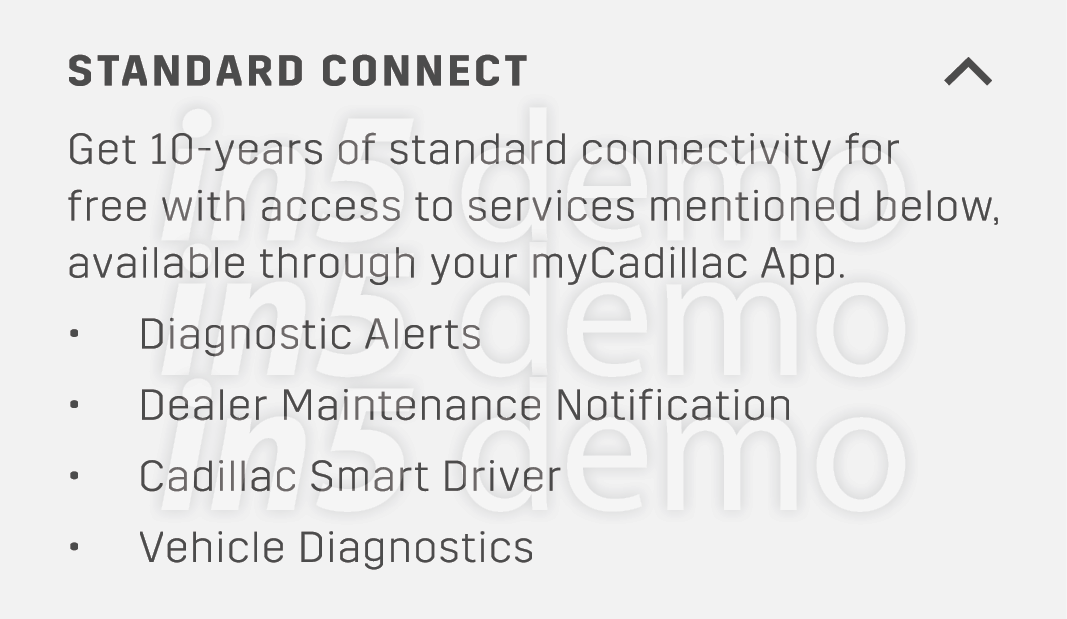 STANDARD CONNECT
Get 10-years of standard connectivity for
free with access to services mentioned below,
available through your myCadillac App.
• Diagnostic Alerts
• Dealer Maintenance Notification
• Cadillac Smart Driver
• Vehicle Diagnostics
in5 demo
in5 demo
in5 demo